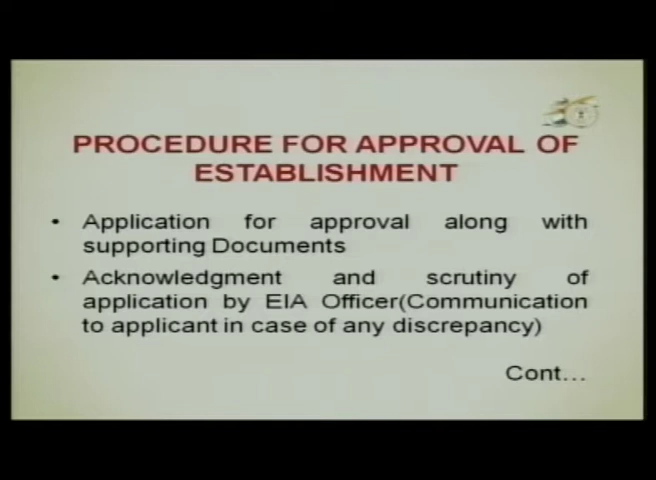 PROCEDURE FOR APPROVAL OF
ESTABLISHMENT
• Application for approval along with
supporting Documents
• Acknowledgment and scrutiny of
application by EIA Officer(Communication
to applicant in case of any discrepancy)
Cont...